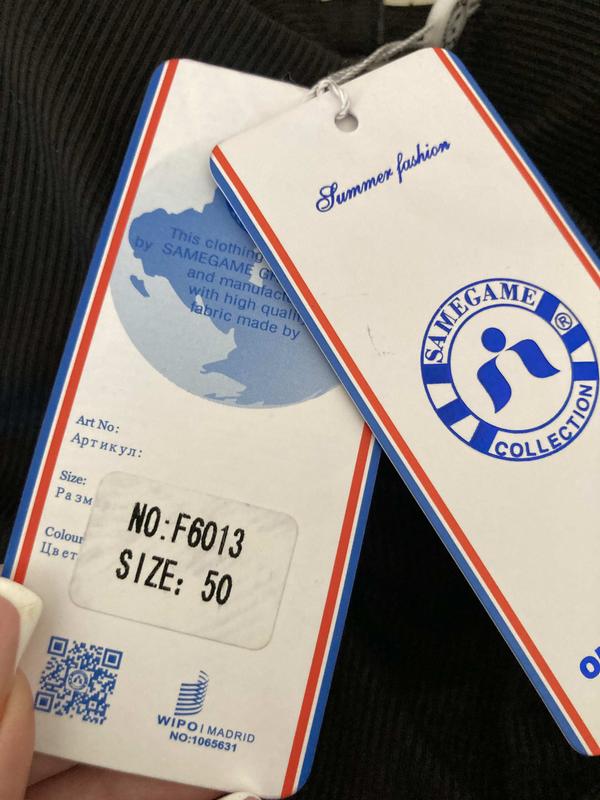 This clothing
by SAMEGAME
and manufact
with high quali
fabric made by
Art No:
Артикул:
Size:
Разм
Colour
Цвет
NO:F6013
SIZE: 50
WIPO | MADRID
NO:1065631
Summer fashion
SAMEGAME
®
COLLECTION